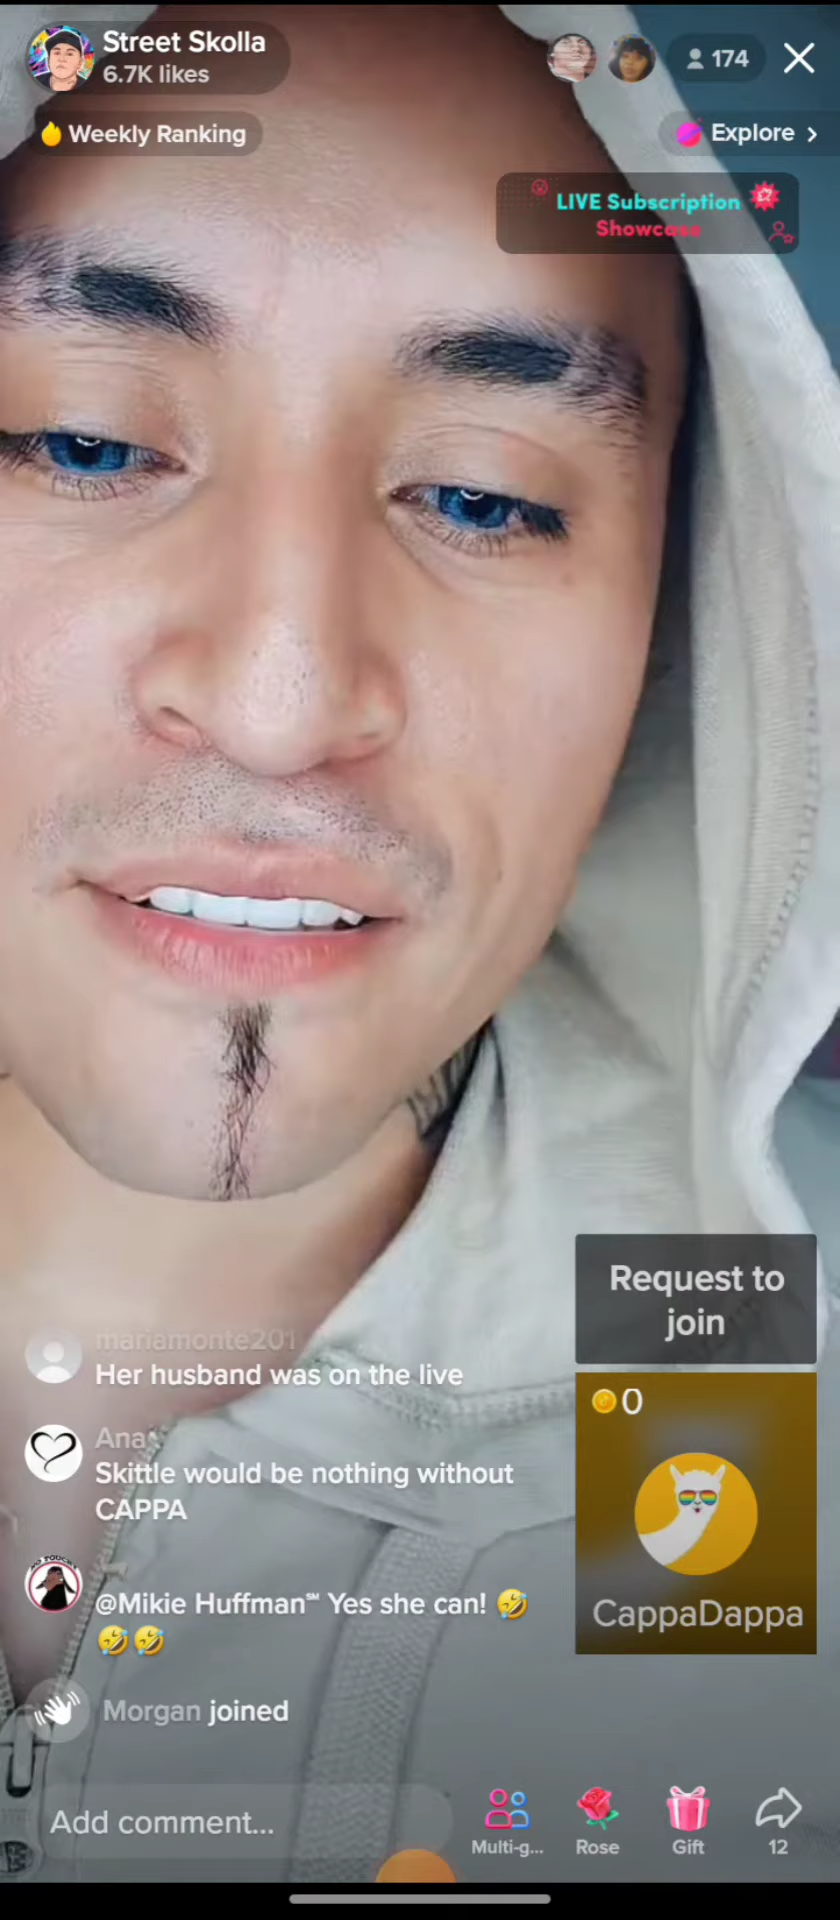 Street Skolla
6.7K likes
174
Weekly Ranking
Explore
LIVE Subscription
Showcase
Request to
join
mariamonte201
Her husband was on the live
0
Ana
Skittle would be nothing without
CAPPA
NO TOUCHY
@Mikie Huffman℠ Yes she can! 🤣
🤣🤣
CappaDappa
Morgan joined
Add comment...
Multi-g...
Rose
Gift
12